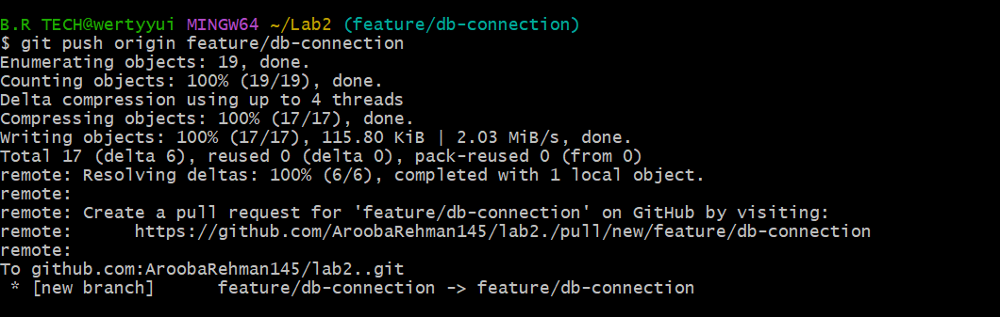 B.R TECH@wertyyui MINGW64 ~/Lab2 (feature/db-connection)
$ git push origin feature/db-connection
Enumerating objects: 19, done.
Counting objects: 100% (19/19), done.
Delta compression using up to 4 threads
Compressing objects: 100% (17/17), done.
Writing objects: 100% (17/17), 115.80 KiB | 2.03 MiB/s, done.
Total 17 (delta 6), reused 0 (delta 0), pack-reused 0 (from 0)
remote: Resolving deltas: 100% (6/6), completed with 1 local object.
remote:
remote: Create a pull request for 'feature/db-connection' on GitHub by visiting:
remote:      https://github.com/AroobaRehman145/lab2./pull/new/feature/db-connection
remote:
To github.com:AroobaRehman145/lab2..git
 * [new branch]      feature/db-connection -> feature/db-connection